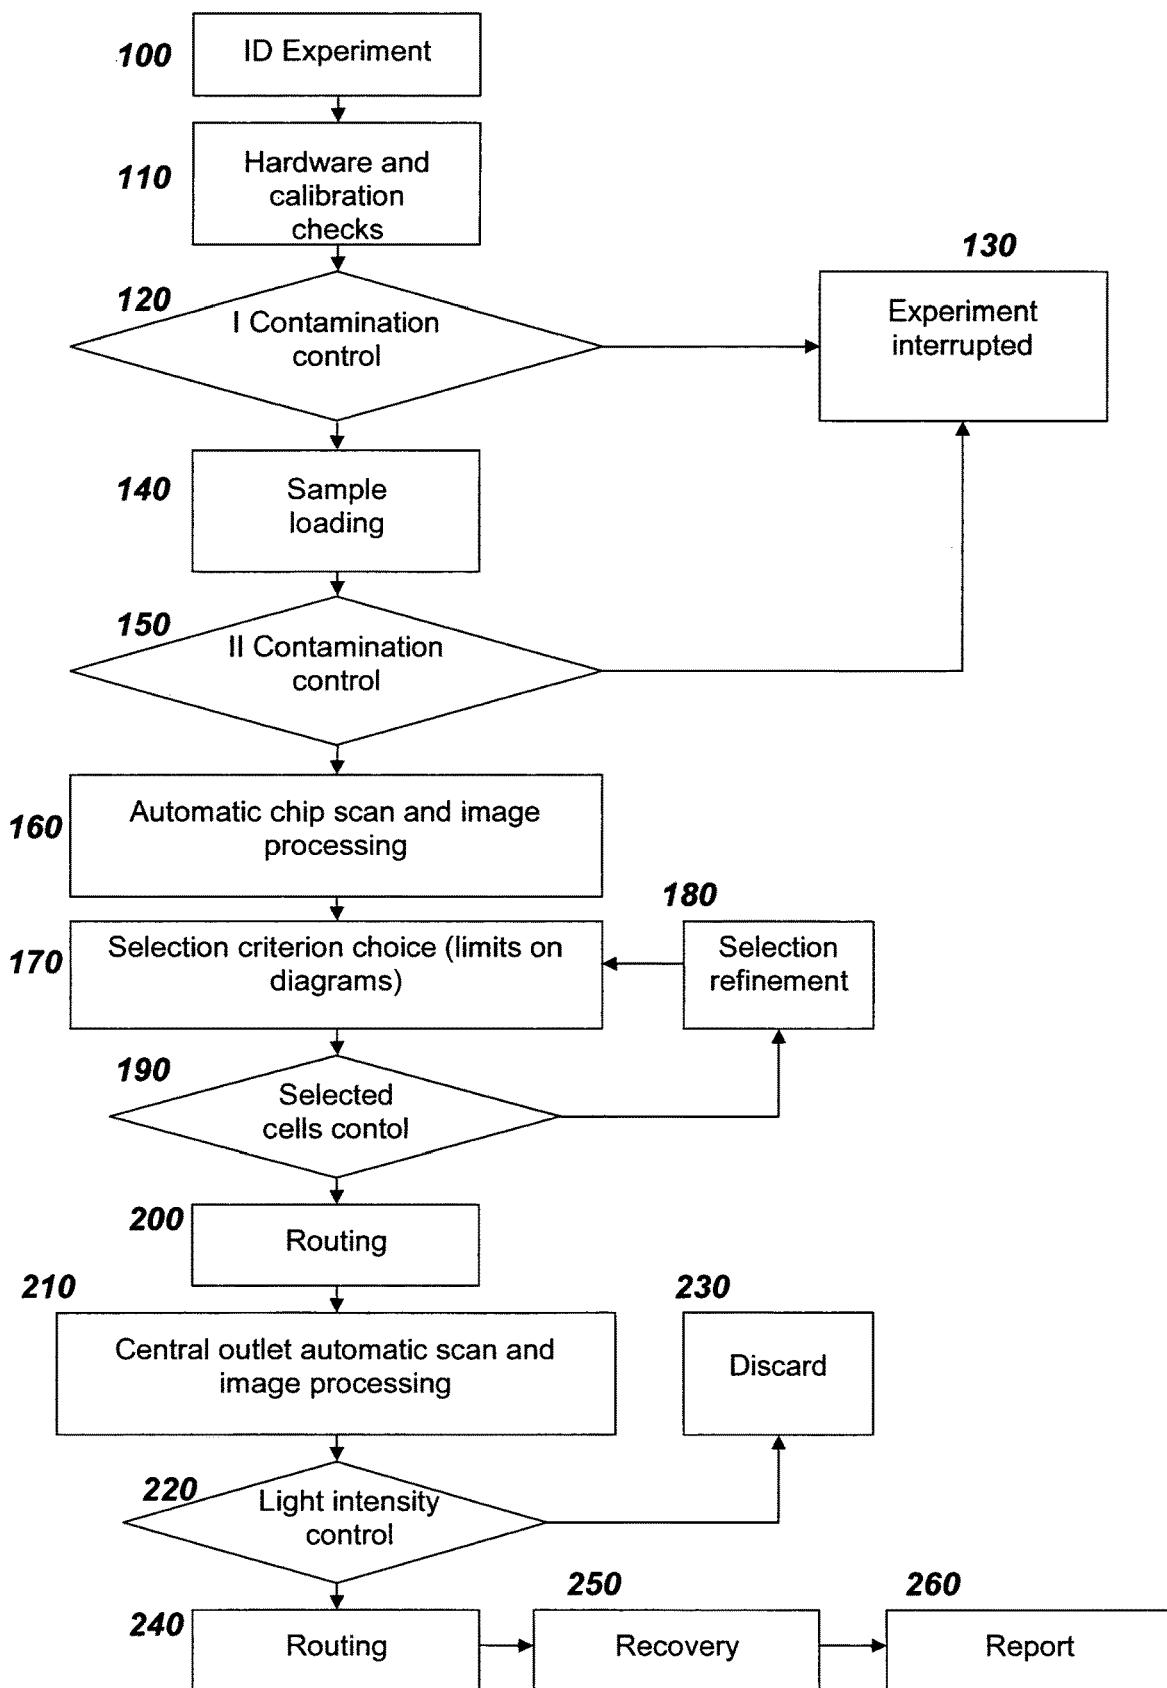 100
ID Experiment
110
Hardware and
calibration
checks
130
120
I Contamination
control
Experiment
interrupted
140
Sample
loading
150
II Contamination
control
160
Automatic chip scan and image
processing
180
170
Selection criterion choice (limits on
diagrams)
Selection
refinement
190
Selected
cells contol
200
Routing
210
230
Central outlet automatic scan and
image processing
Discard
220
Light intensity
control
240
Routing
250
Recovery
260
Report